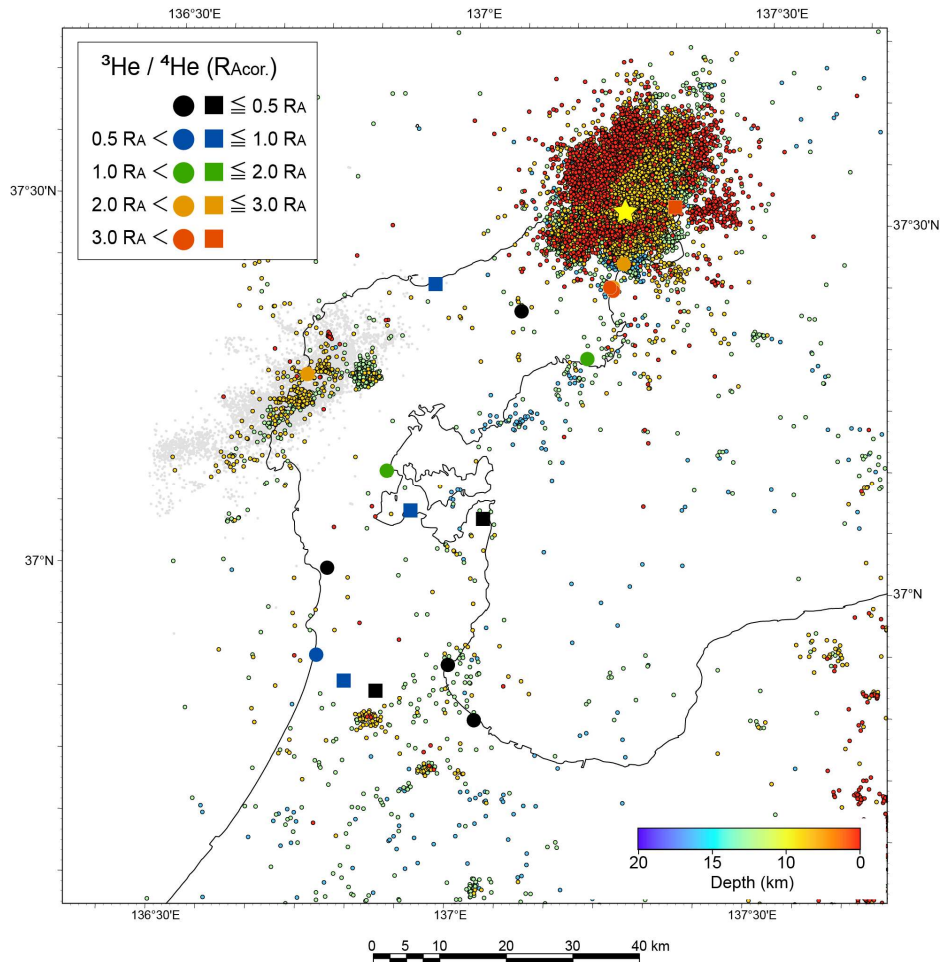 136°30'E 137°E 137°30'E
³He / ⁴He (RAcor.)
≦ 0.5 RA
0.5 RA < ≦ 1.0 RA
1.0 RA < ≦ 2.0 RA
2.0 RA < ≦ 3.0 RA
3.0 RA <
37°30'N
37°30'N
37°N
37°N
20 15 10 0
Depth (km)
136°30'E 137°E 137°30'E
0 5 10 20 30 40 km